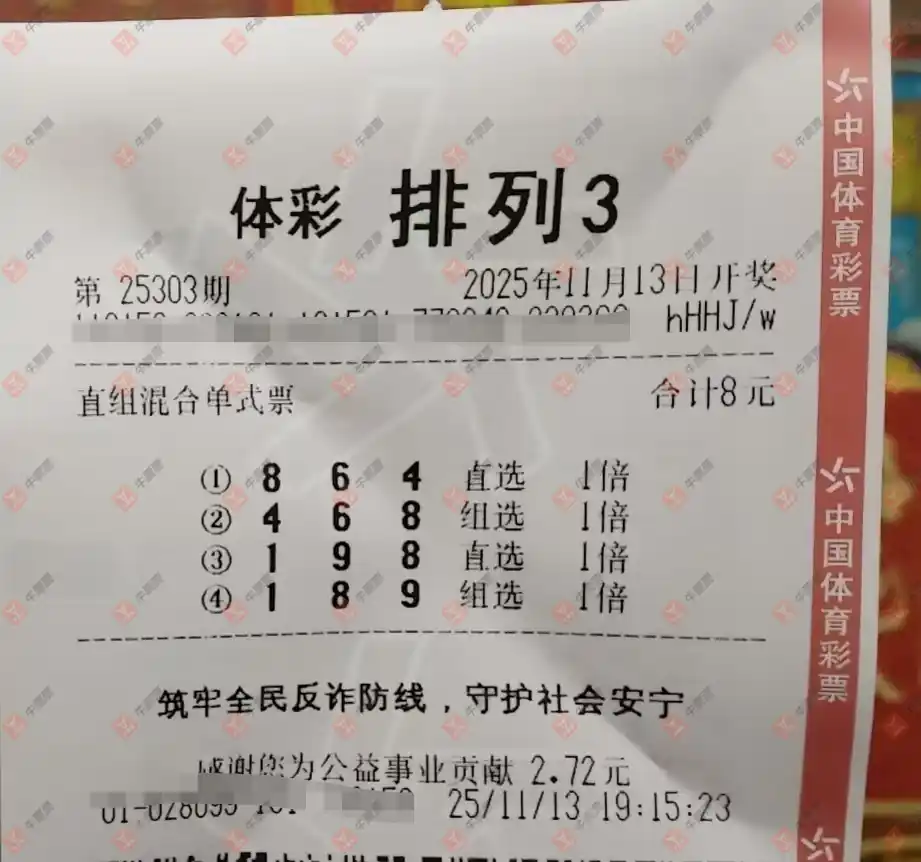 体彩 排列3
第 25303期 2025年11月13日开奖
hHHJ/w
直组混合单式票 合计8元
① 8 6 4 直选 1倍
② 4 6 8 组选 1倍
③ 1 9 8 直选 1倍
④ 1 8 9 组选 1倍
筑牢全民反诈防线，守护社会安宁
感谢您为公益事业贡献 2.72元
25/11/13 19:15:23
中国体育彩票
中国体育彩票